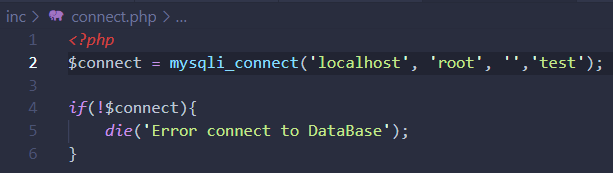 inc > connect.php > ...
1 <?php
2 $connect = mysqli_connect('localhost', 'root', '','test');
3
4 if(!$connect){
5     die('Error connect to DataBase');
6 }